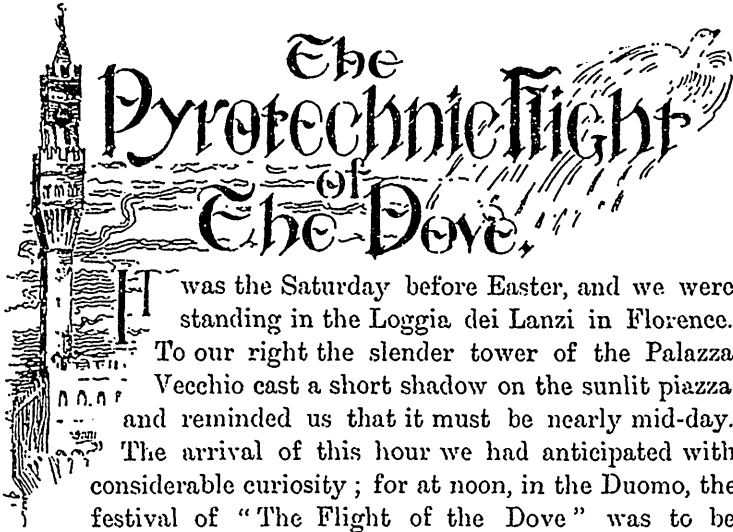 The
Pyrotechnic Flight
of
The Dove.
IT was the Saturday before Easter, and we were
standing in the Loggia dei Lanzi in Florence.
To our right the slender tower of the Palazza
Vecchio cast a short shadow on the sunlit piazza
and reminded us that it must be nearly mid-day.
The arrival of this hour we had anticipated with
considerable curiosity; for at noon, in the Duomo, the
festival of "The Flight of the Dove" was to be